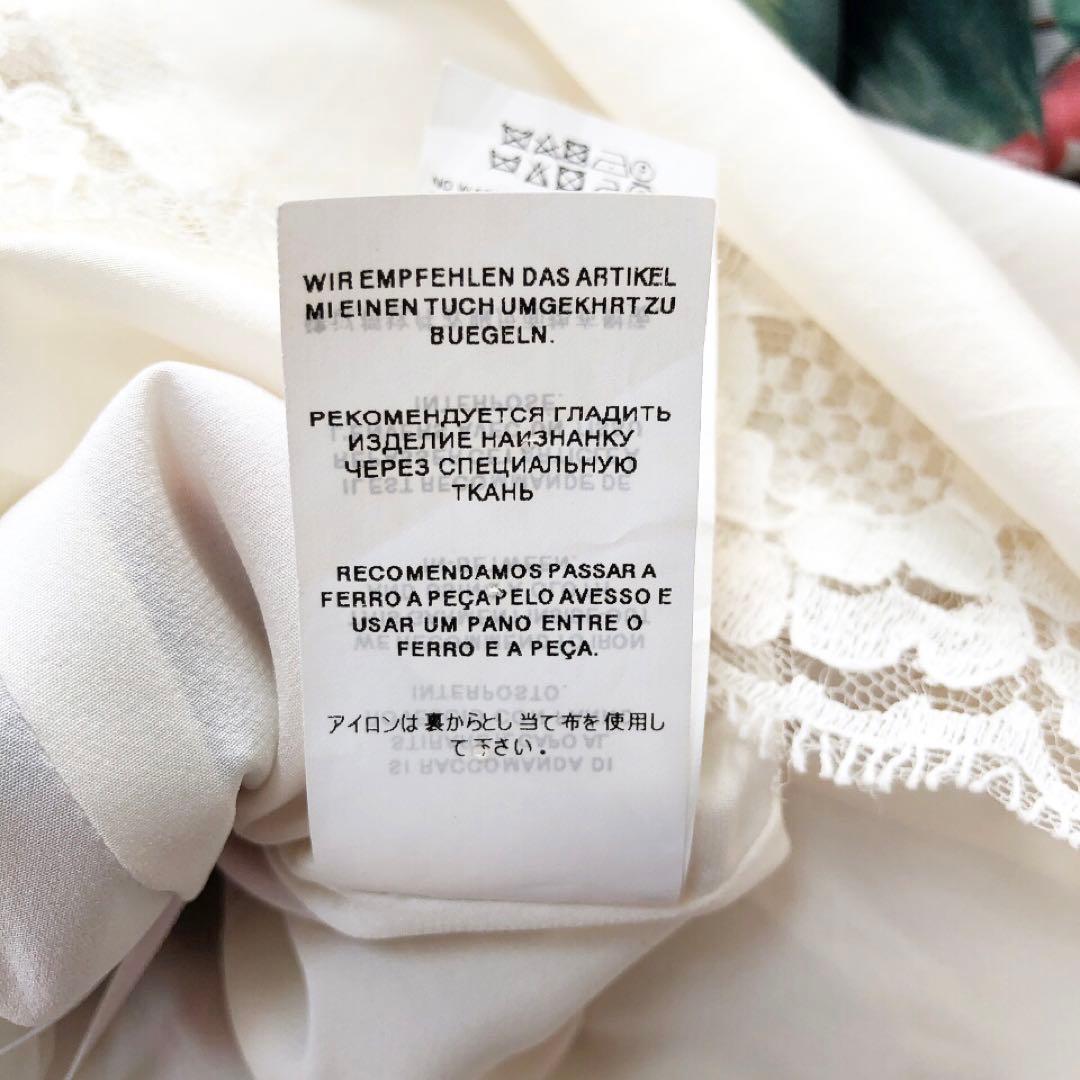 WIR EMPFEHLEN DAS ARTIKEL
MI EINEN TUCH UMGEKHRT ZU
BUEGELN.
РЕКОМЕНДУЕТСЯ ГЛАДИТЬ
ИЗДЕЛИЕ НАИЗНАНКУ
ЧЕРЕЗ СПЕЦИАЛЬНУЮ
ТКАНЬ
RECOMENDAMOS PASSAR A
FERRO A PEÇA PELO AVESSO E
USAR UM PANO ENTRE O
FERRO E A PEÇA.
アイロンは裏からとし当て布を使用し
て下さい.